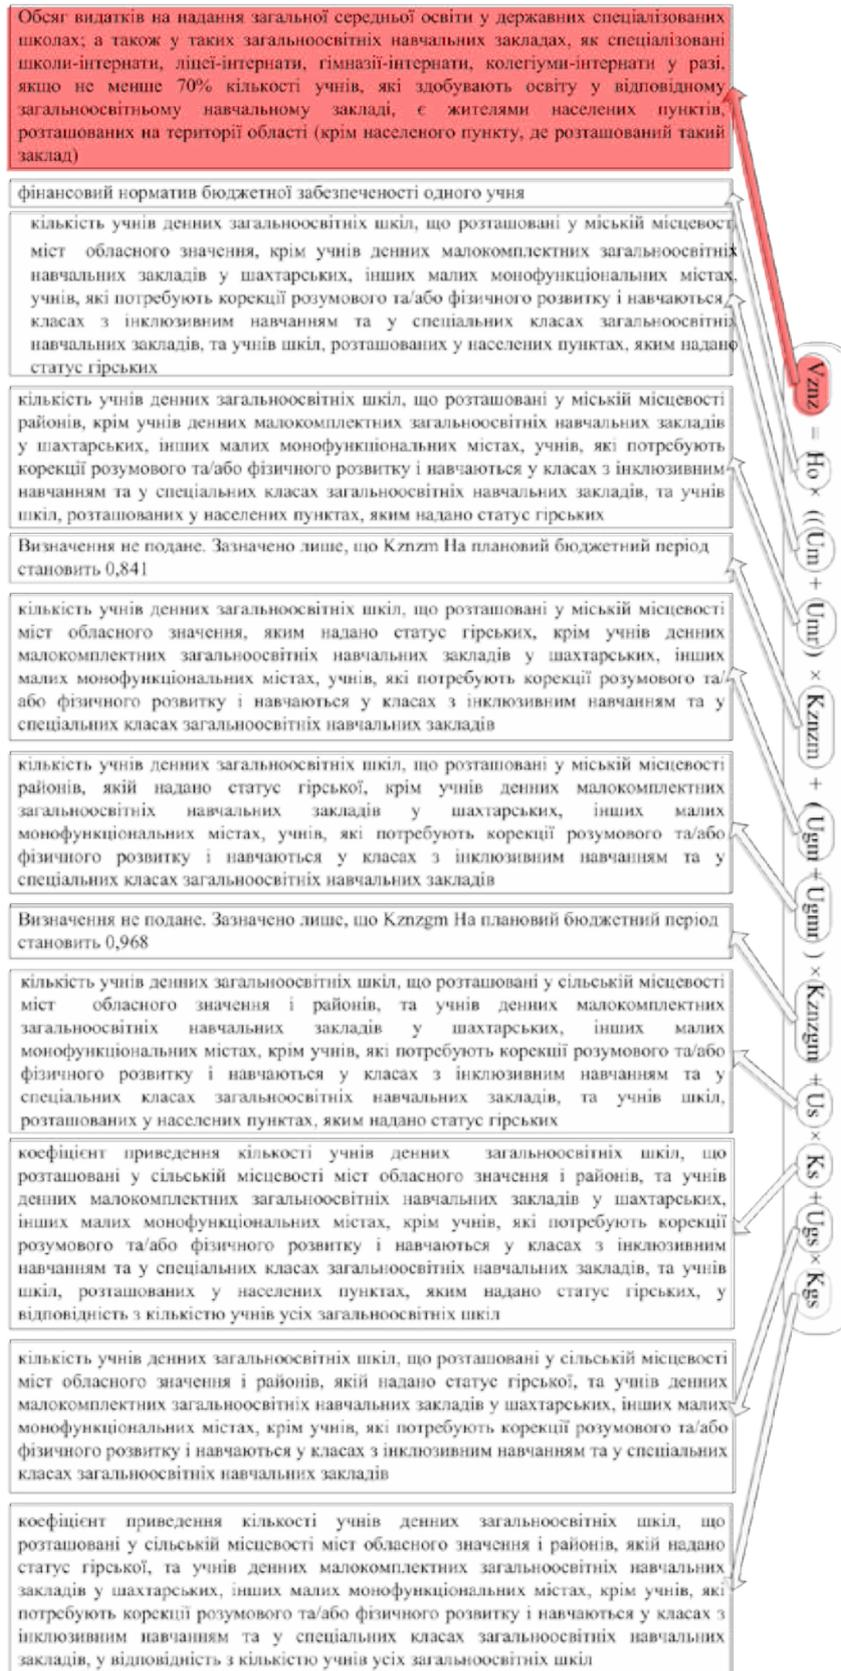 Обсяг видатків на надання загальної середньої освіти у державних спеціалізованих
школах; а також у таких загальноосвітніх навчальних закладах, як спеціалізовані
школи-інтернати, ліцеї-інтернати, гімназії-інтернати, колегіуми-інтернати у разі,
якщо не менше 70% кількості учнів, які здобувають освіту у відповідному
загальноосвітньому навчальному закладі, є жителями населених пунктів,
розташованих на території області (крім населеного пункту, де розташований такий
заклад)
фінансовий норматив бюджетної забезпеченості одного учня
кількість учнів денних загальноосвітніх шкіл, що розташовані у міській місцевост
міст обласного значення, крім учнів денних малокомплектних загальноосвітніх
навчальних закладів у шахтарських, інших малих монофункціональних містах,
учнів, які потребують корекції розумового та/або фізичного розвитку і навчаються
класах з інклюзивним навчанням та у спеціальних класах загальноосвітніх
навчальних закладів, та учнів шкіл, розташованих у населених пунктах, яким надано
статус гірських
кількість учнів денних загальноосвітніх шкіл, що розташовані у міській місцевості
районів, крім учнів денних малокомплектних загальноосвітніх навчальних закладів
у шахтарських, інших малих монофункціональних містах, учнів, які потребують
корекції розумового та/або фізичного розвитку і навчаються у класах з інклюзивним
навчанням та у спеціальних класах загальноосвітніх навчальних закладів, та учнів
шкіл, розташованих у населених пунктах, яким надано статус гірських
Визначення не подане. Зазначено лише, що Kznzm На плановий бюджетний період
становить 0,841
кількість учнів денних загальноосвітніх шкіл, що розташовані у міській місцевості
міст обласного значення, яким надано статус гірських, крім учнів денних
малокомплектних загальноосвітніх навчальних закладів у шахтарських, інших
малих монофункціональних містах, учнів, які потребують корекції розумового та/
або фізичного розвитку і навчаються у класах з інклюзивним навчанням та у
спеціальних класах загальноосвітніх навчальних закладів
кількість учнів денних загальноосвітніх шкіл, що розташовані у міській місцевості
районів, якій надано статус гірської, крім учнів денних малокомплектних
загальноосвітніх навчальних закладів у шахтарських, інших малих
монофункціональних містах, учнів, які потребують корекції розумового та/або
фізичного розвитку і навчаються у класах з інклюзивним навчанням та у
спеціальних класах загальноосвітніх навчальних закладів
Визначення не подане. Зазначено лише, що Kznzgm На плановий бюджетний період
становить 0,968
кількість учнів денних загальноосвітніх шкіл, що розташовані у сільській місцевості
міст обласного значення і районів, та учнів денних малокомплектних
загальноосвітніх навчальних закладів у шахтарських, інших малих
монофункціональних містах, крім учнів, які потребують корекції розумового та/або
фізичного розвитку і навчаються у класах з інклюзивним навчанням та у
спеціальних класах загальноосвітніх навчальних закладів, та учнів шкіл,
розташованих у населених пунктах, яким надано статус гірських
коефіцієнт приведення кількості учнів денних загальноосвітніх шкіл, що
розташовані у сільській місцевості міст обласного значення і районів, та учнів
денних малокомплектних загальноосвітніх навчальних закладів у шахтарських,
інших малих монофункціональних містах, крім учнів, які потребують корекції
розумового та/або фізичного розвитку і навчаються у класах з інклюзивним
навчанням та у спеціальних класах загальноосвітніх навчальних закладів, та учнів
шкіл, розташованих у населених пунктах, яким надано статус гірських, у
відповідність з кількістю учнів усіх загальноосвітніх шкіл
кількість учнів денних загальноосвітніх шкіл, що розташовані у сільській місцевості
міст обласного значення і районів, якій надано статус гірської, та учнів денних
малокомплектних загальноосвітніх навчальних закладів у шахтарських, інших малих
монофункціональних містах, крім учнів, які потребують корекції розумового та/або
фізичного розвитку і навчаються у класах з інклюзивним навчанням та у спеціальних
класах загальноосвітніх навчальних закладів
коефіцієнт приведення кількості учнів денних загальноосвітніх шкіл, що
розташовані у сільській місцевості міст обласного значення і районів, якій надано
статус гірської, та учнів денних малокомплектних загальноосвітніх навчальних
закладів у шахтарських, інших малих монофункціональних містах, крім учнів, які
потребують корекції розумового та/або фізичного розвитку і навчаються у класах з
інклюзивним навчанням та у спеціальних класах загальноосвітніх навчальних
закладів, у відповідність з кількістю учнів усіх загальноосвітніх шкіл
Vznz = Ho × ((Um + Umr) × Kznzm + (Ugm + Ugmr) × Kznzgm + Us × Ks + Ugs × Kgs